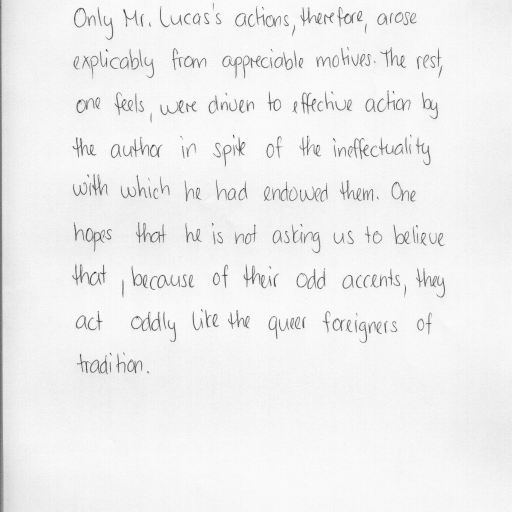 Only Mr. Lucas's actions, therefore, arose
explicably from appreciable motives. The rest,
one feels, were driven to effective action by
the author in spite of the ineffectuality
with which he had endowed them. One
hopes that he is not asking us to believe
that, because of their odd accents, they
act oddly like the queer foreigners of
tradition.